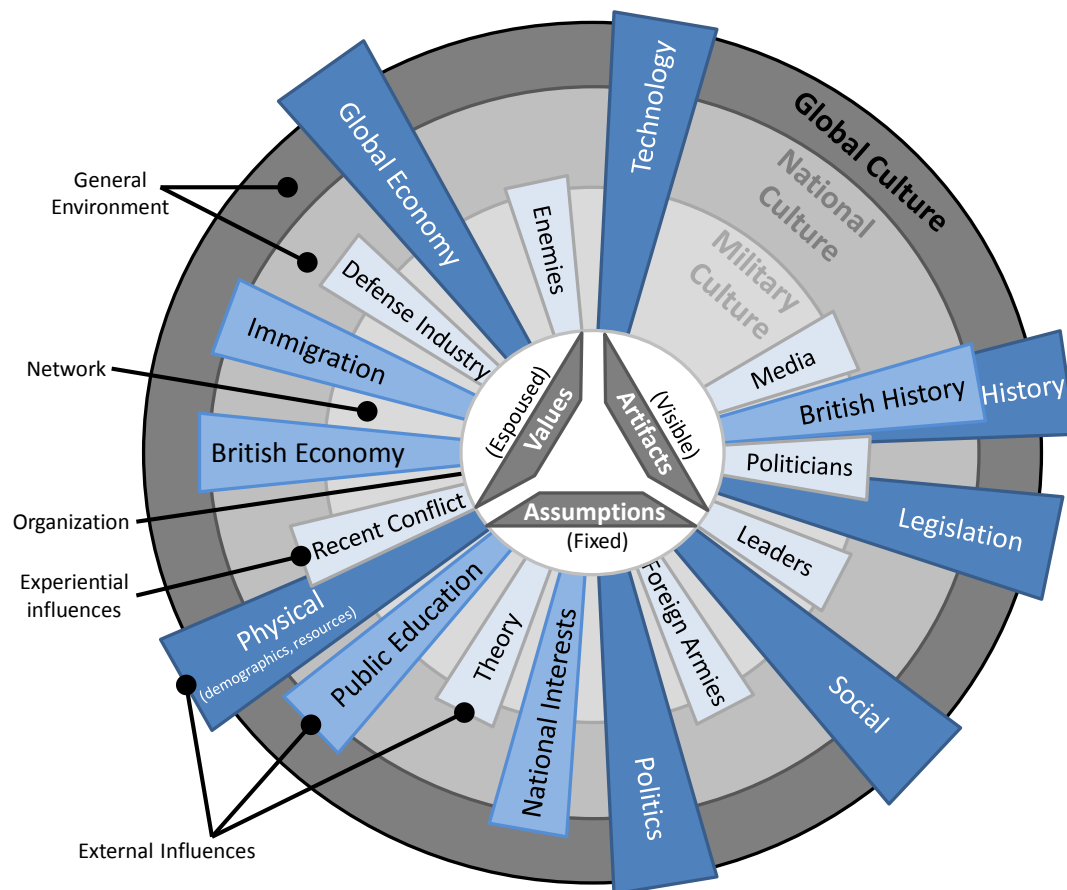 Technology
Global Culture
National
Culture
Military
Culture
Global Economy
Enemies
General
Environment
Defense Industry
Immigration
Media
British History
History
Network
(Espoused)
Values
(Visible)
Artifacts
British Economy
Politicians
Legislation
Organization
Assumptions
(Fixed)
Recent Conflict
Leaders
Experiential
influences
Physical
(demographics, resources)
Public Education
Theory
National Interests
Foreign Armies
Social
Politics
External Influences